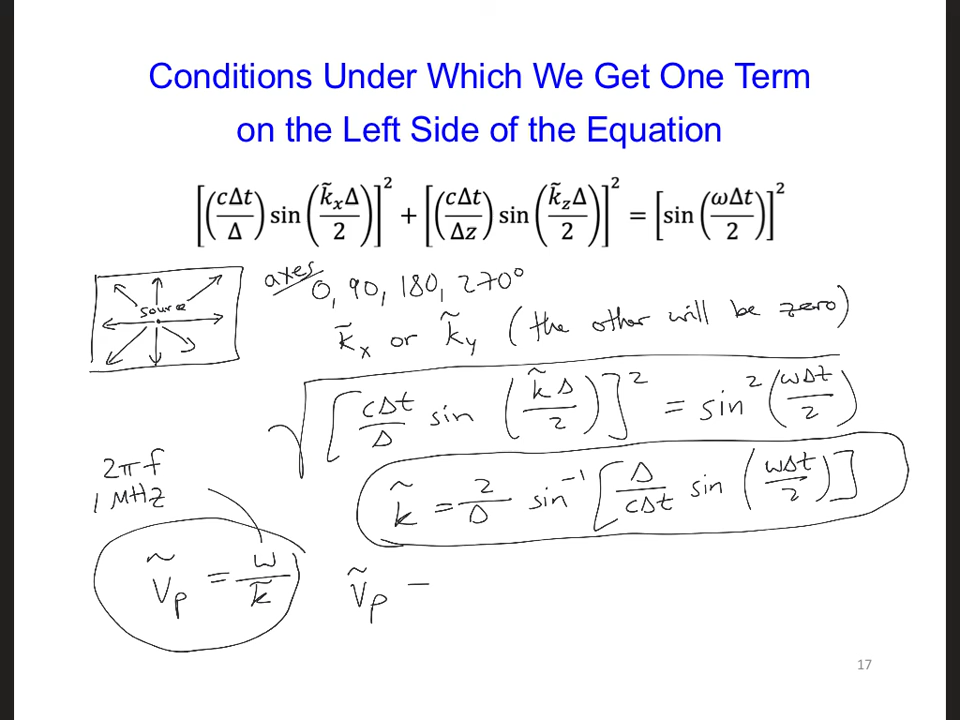 Conditions Under Which We Get One Term
on the Left Side of the Equation
[(cΔt/Δ) sin(k̃ₓΔ/2)]² + [(cΔt/Δz) sin(k̃_zΔ/2)]² = [sin(ωΔt/2)]²
axes 0, 90, 180, 270°
source
k̃ₓ or k̃_y (the other will be zero)
√[cΔt/Δ sin(k̃Δ/2)]² = sin²(ωΔt/2)
2πf
1 MHz
k̃ = 2/Δ sin⁻¹[Δ/cΔt sin(ωΔt/2)]
Ṽ_p = ω/k̃
Ṽ_p =
17